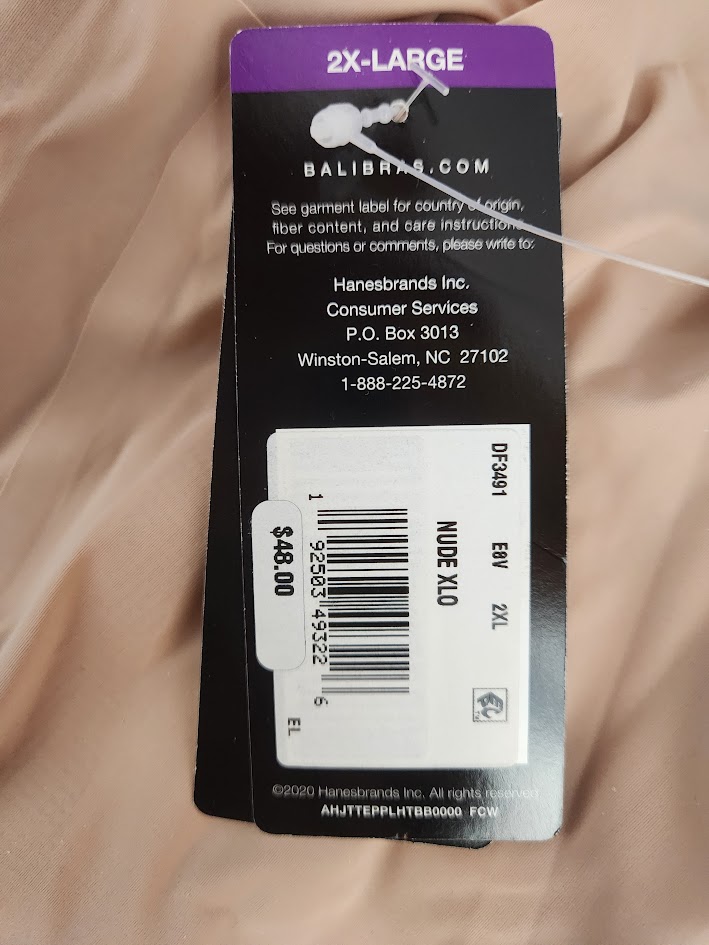 2X-LARGE
BALIBRAS.COM
See garment label for country of origin,
fiber content, and care instructions.
For questions or comments, please write to:
Hanesbrands Inc.
Consumer Services
P.O. Box 3013
Winston-Salem, NC 27102
1-888-225-4872
DF3491 E8V 2XL
NUDE XLO
1 92503 49322 6
$48.00
EL
©2020 Hanesbrands Inc. All rights reserved
AHJTTEPPLHTBB0000 FCW